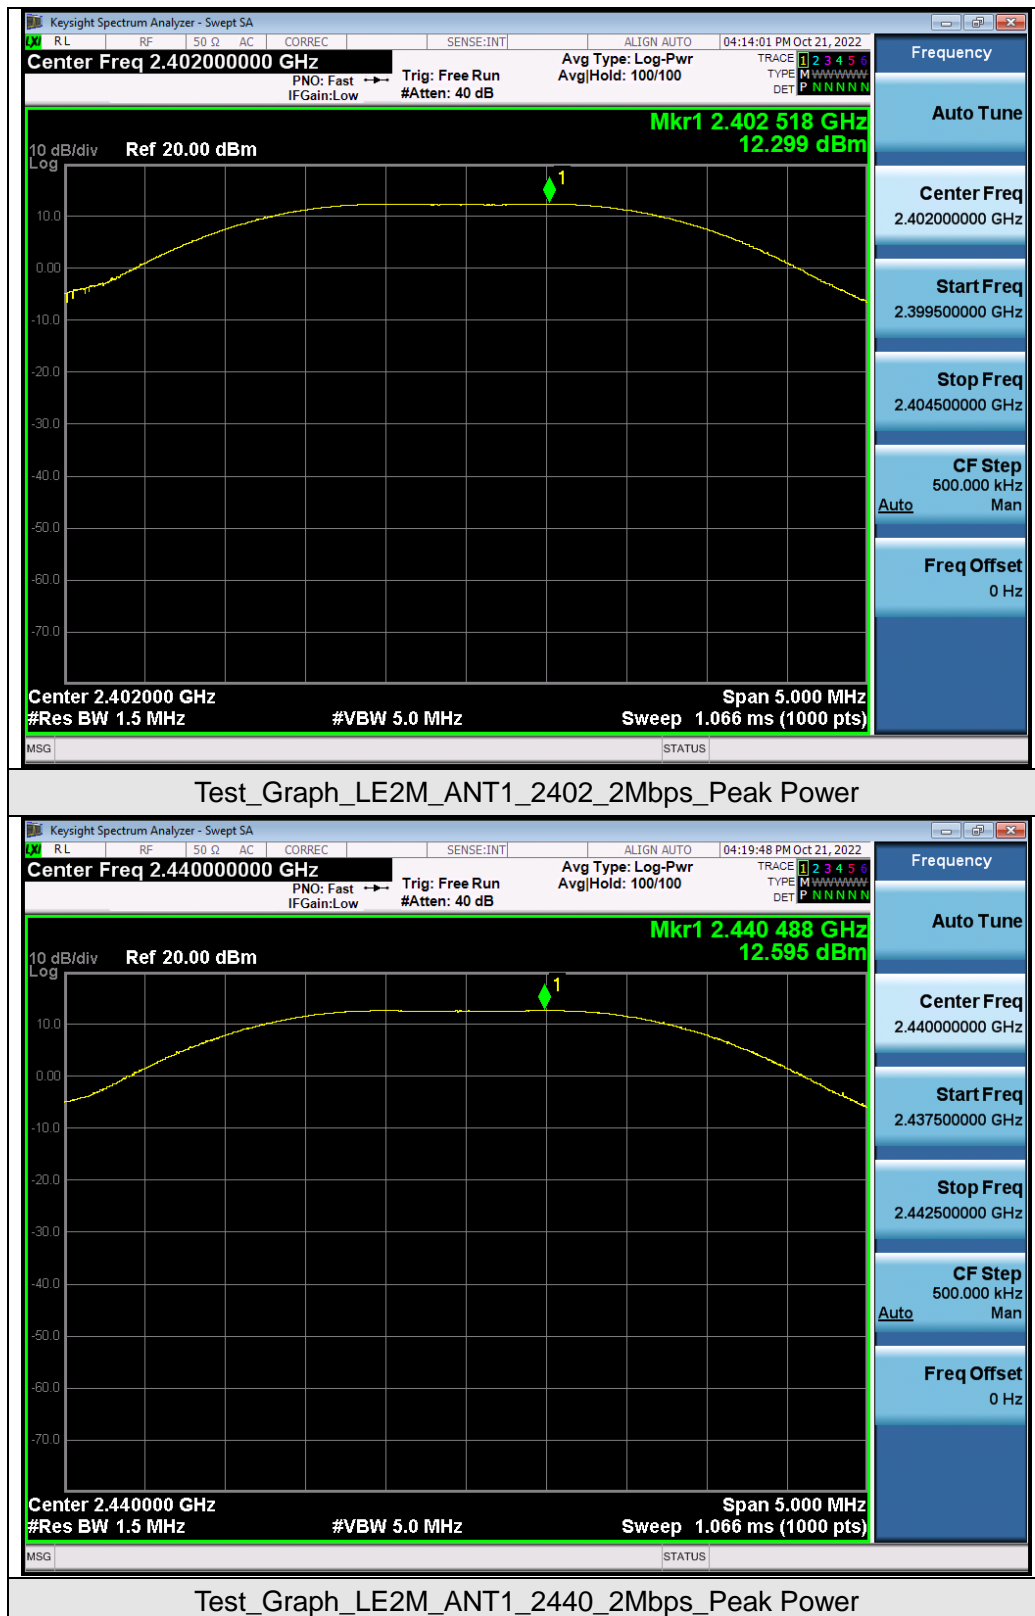 Keysight Spectrum Analyzer - Swept SA
LXI RL RF 50 Ω AC CORREC SENSE:INT ALIGN AUTO 04:14:01 PM Oct 21, 2022
Center Freq 2.402000000 GHz
PNO: Fast
IFGain:Low
Trig: Free Run
#Atten: 40 dB
Avg Type: Log-Pwr
Avg|Hold: 100/100
TRACE 1 2 3 4 5 6
TYPE M WWWWW
DET P N N N N N
Frequency
Mkr1 2.402 518 GHz
12.299 dBm
10 dB/div Ref 20.00 dBm
Log
1
10.0
0.00
-10.0
-20.0
-30.0
-40.0
-50.0
-60.0
-70.0
Center 2.402000 GHz Span 5.000 MHz
#Res BW 1.5 MHz #VBW 5.0 MHz Sweep 1.066 ms (1000 pts)
Auto Tune
Center Freq
2.402000000 GHz
Start Freq
2.399500000 GHz
Stop Freq
2.404500000 GHz
CF Step
500.000 kHz
Auto Man
Freq Offset
0 Hz
MSG STATUS
Test_Graph_LE2M_ANT1_2402_2Mbps_Peak Power
Keysight Spectrum Analyzer - Swept SA
LXI RL RF 50 Ω AC CORREC SENSE:INT ALIGN AUTO 04:19:48 PM Oct 21, 2022
Center Freq 2.440000000 GHz
PNO: Fast
IFGain:Low
Trig: Free Run
#Atten: 40 dB
Avg Type: Log-Pwr
Avg|Hold: 100/100
TRACE 1 2 3 4 5 6
TYPE M WWWWW
DET P N N N N N
Frequency
Mkr1 2.440 488 GHz
12.595 dBm
10 dB/div Ref 20.00 dBm
Log
1
10.0
0.00
-10.0
-20.0
-30.0
-40.0
-50.0
-60.0
-70.0
Center 2.440000 GHz Span 5.000 MHz
#Res BW 1.5 MHz #VBW 5.0 MHz Sweep 1.066 ms (1000 pts)
Auto Tune
Center Freq
2.440000000 GHz
Start Freq
2.437500000 GHz
Stop Freq
2.442500000 GHz
CF Step
500.000 kHz
Auto Man
Freq Offset
0 Hz
MSG STATUS
Test_Graph_LE2M_ANT1_2440_2Mbps_Peak Power